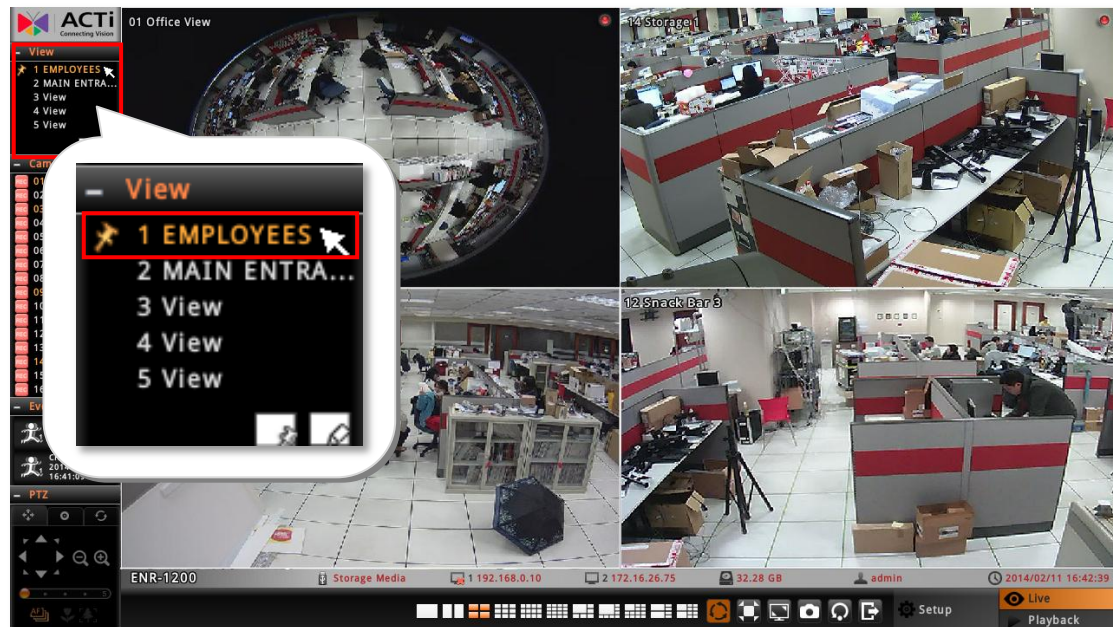 ACTi
Connecting Vision
- View
1 EMPLOYEES
2 MAIN ENTRA...
3 View
4 View
5 View
- View
1 EMPLOYEES
2 MAIN ENTRA...
3 View
4 View
5 View
- PTZ
01 Office View
14 Storage 1
12 Snack Bar 3
16:41:09
ENR-1200
Storage Media
1 192.168.0.10
2 172.16.26.75
32.28 GB
admin
2014/02/11 16:42:39
Setup
Live
Playback